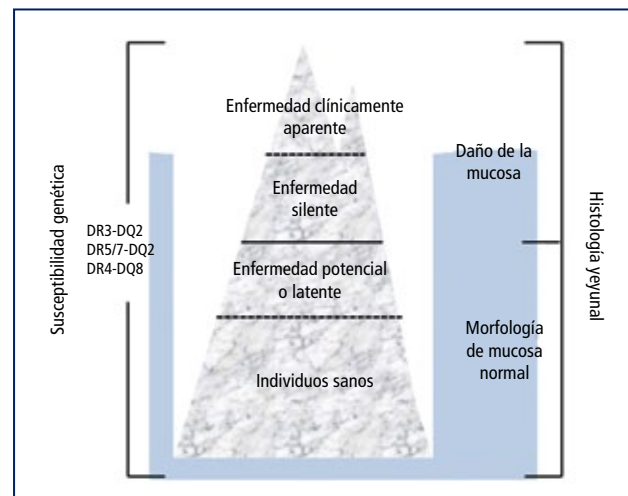 Enfermedad clínicamente
aparente
Daño de la
mucosa
Enfermedad
silente
Susceptibilidad genética
DR3-DQ2
DR5/7-DQ2
DR4-DQ8
Histología yeyunal
Enfermedad potencial
o latente
Morfología
de mucosa
normal
Individuos sanos